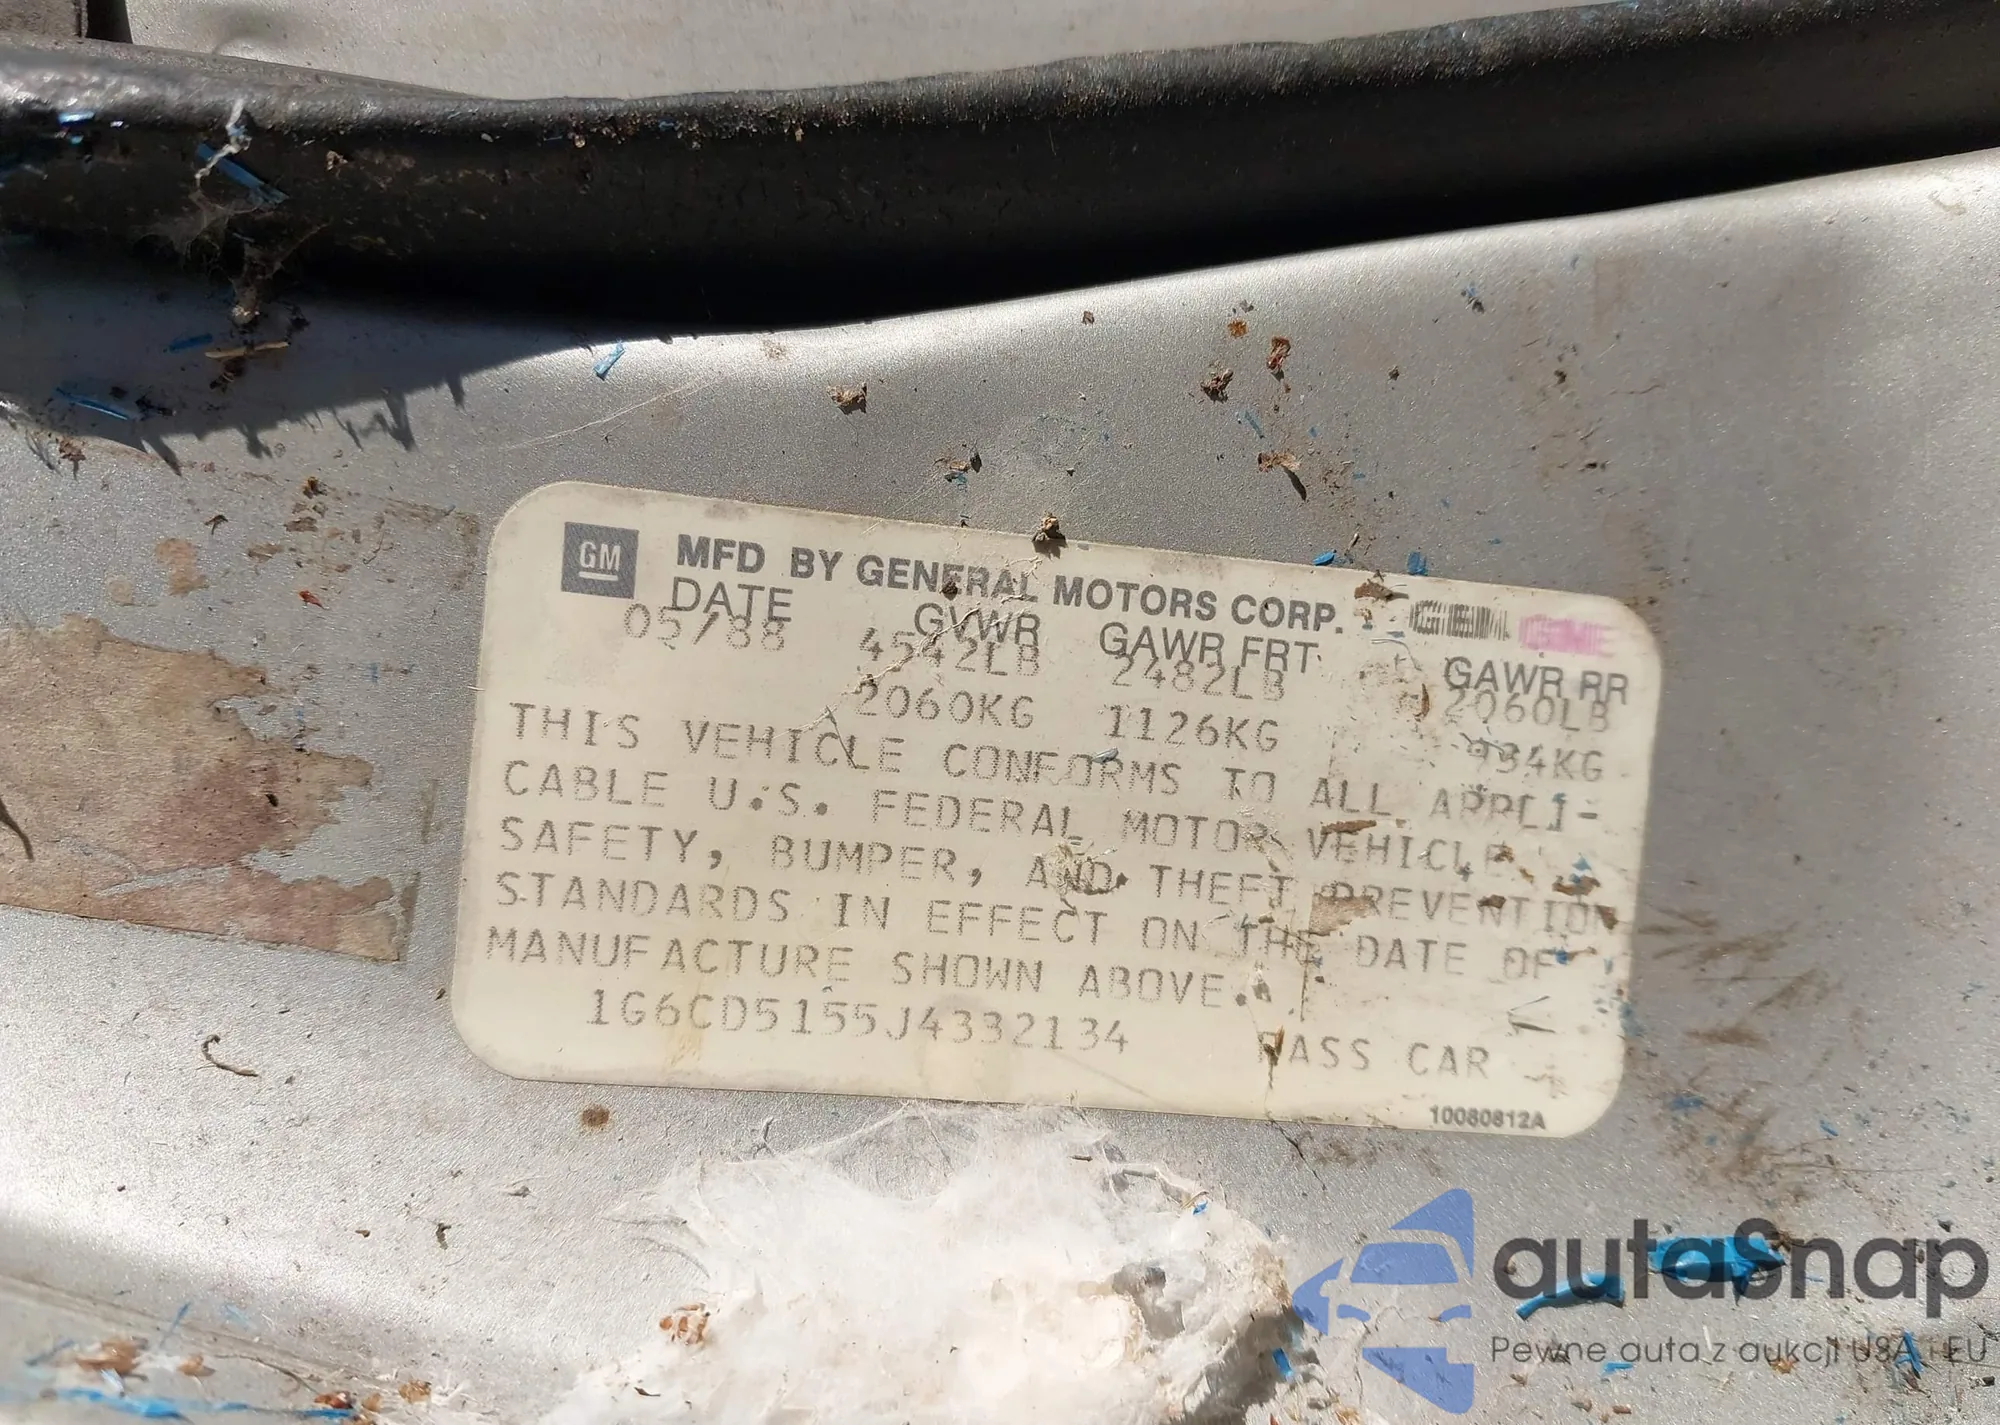 GM MFD BY GENERAL MOTORS CORP.
DATE GVWR GAWR FRT GAWR RR
05/88 4542LB 2482LB 2060LB
2060KG 1126KG 934KG
THIS VEHICLE CONFORMS TO ALL APPLI-
CABLE U.S. FEDERAL MOTOR VEHICLE
SAFETY, BUMPER, AND THEFT PREVENTION
STANDARDS IN EFFECT ON THE DATE OF
MANUFACTURE SHOWN ABOVE.
1G6CD5155J4332134 PASS CAR
10080812A
autasnap
Pewne auta z aukcji USA i EU